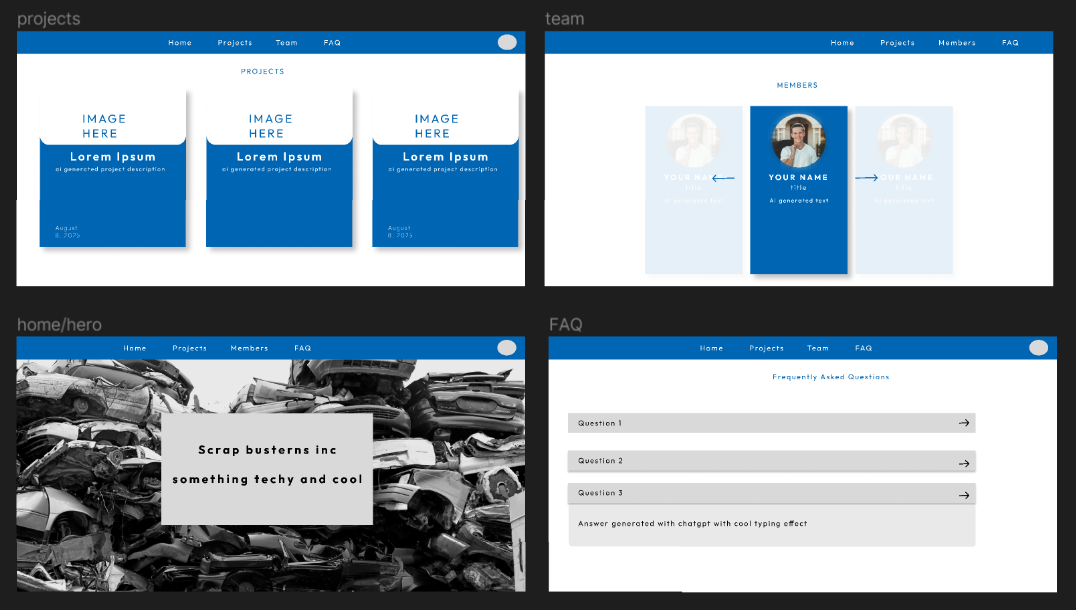 projects
Home Projects Team FAQ
PROJECTS
IMAGE
HERE
Lorem Ipsum
ai generated project description
August
8, 2025
IMAGE
HERE
Lorem Ipsum
ai generated project description
IMAGE
HERE
Lorem Ipsum
ai generated project description
August
8, 2025
team
Home Projects Members FAQ
MEMBERS
YOUR NAME
title
Ai generated text
YOUR NAME
title
Ai generated text
YOUR NAME
title
Ai generated text
home/hero
Home Projects Members FAQ
Scrap busterns inc
something techy and cool
FAQ
Home Projects Team FAQ
Frequently Asked Questions
Question 1
Question 2
Question 3
Answer generated with chatgpt with cool typing effect